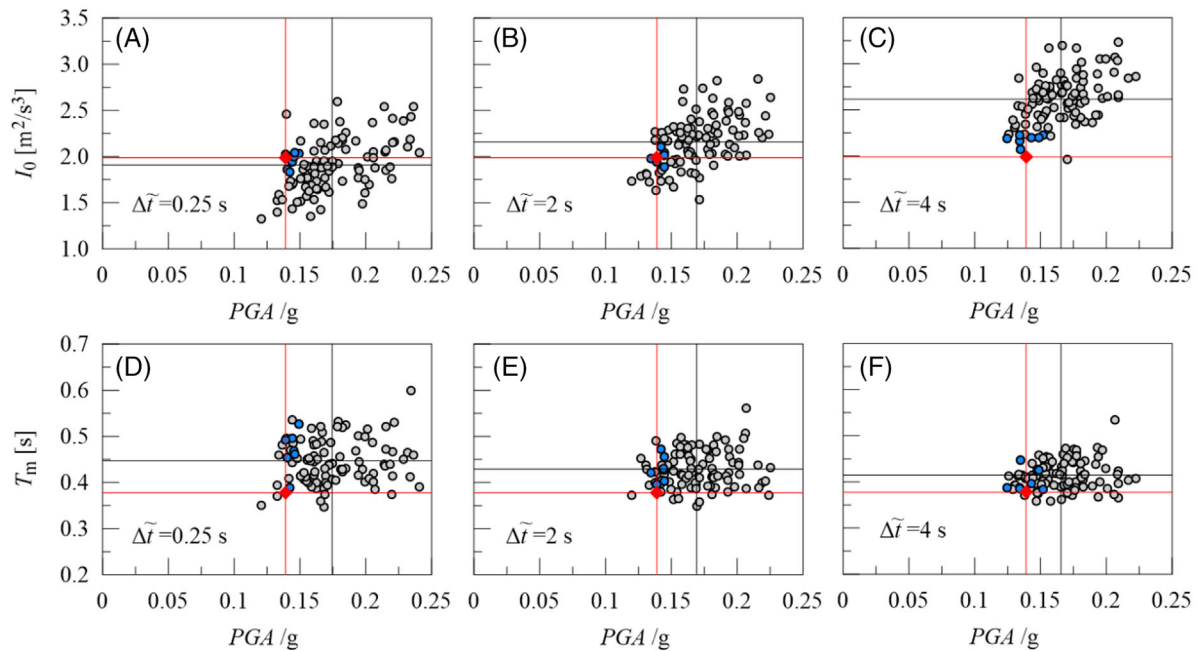 (A) (B) (C)
3.5
3.0
2.5
2.0
1.5
1.0
I₀ [m²/s³]
Δt̃ =0.25 s Δt̃ =2 s Δt̃ =4 s
0 0.05 0.1 0.15 0.2 0.25 0 0.05 0.1 0.15 0.2 0.25 0 0.05 0.1 0.15 0.2 0.25
PGA /g PGA /g PGA /g
(D) (E) (F)
0.7
0.6
0.5
0.4
0.3
0.2
Tm [s]
Δt̃ =0.25 s Δt̃ =2 s Δt̃ =4 s
0 0.05 0.1 0.15 0.2 0.25 0 0.05 0.1 0.15 0.2 0.25 0 0.05 0.1 0.15 0.2 0.25
PGA /g PGA /g PGA /g